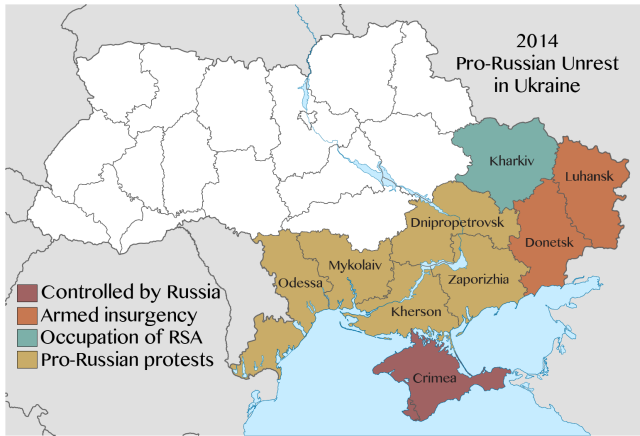 2014
Pro-Russian Unrest
in Ukraine
Kharkiv
Luhansk
Dnipropetrovsk
Donetsk
Mykolaiv
Odessa
Zaporizhia
Kherson
Crimea
Controlled by Russia
Armed insurgency
Occupation of RSA
Pro-Russian protests